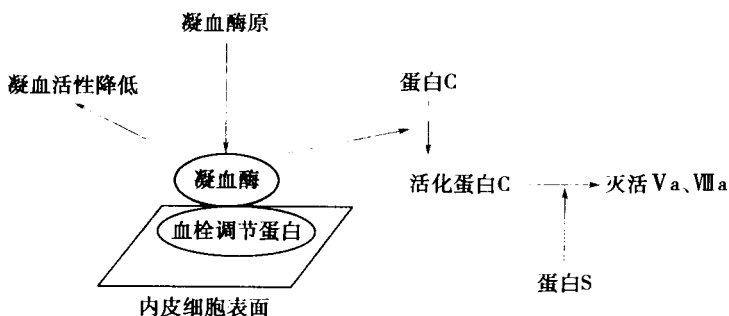 凝血酶原
凝血活性降低
蛋白C
凝血酶
活化蛋白C
灭活Ⅴa、Ⅷa
血栓调节蛋白
蛋白S
内皮细胞表面